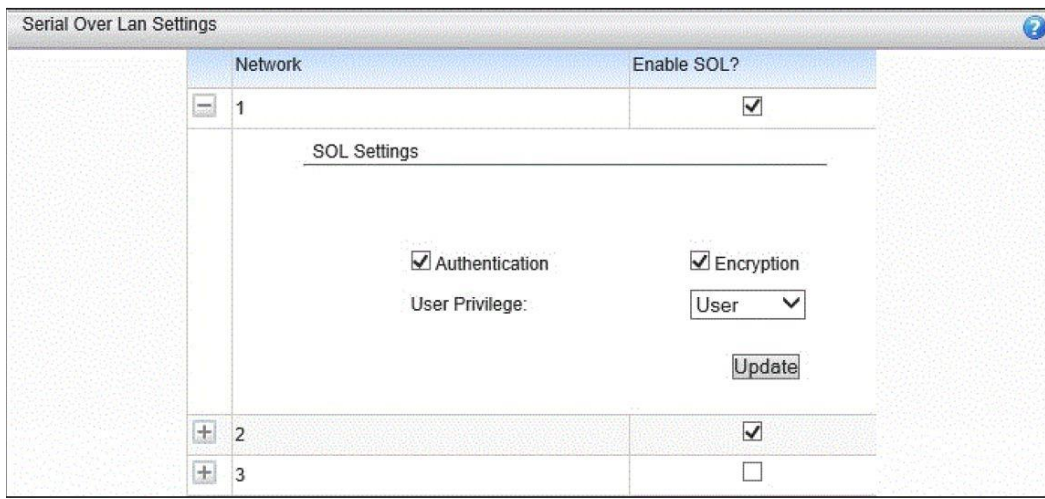 Serial Over Lan Settings
?
Network Enable SOL?
1
SOL Settings
Authentication Encryption
User Privilege: User
Update
2
3